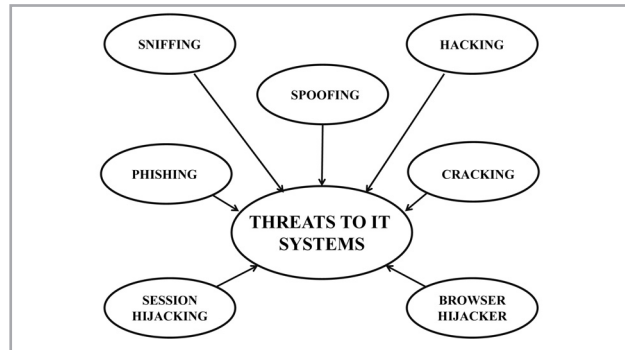 SNIFFING
HACKING
SPOOFING
PHISHING
CRACKING
THREATS TO IT
SYSTEMS
SESSION
HIJACKING
BROWSER
HIJACKER